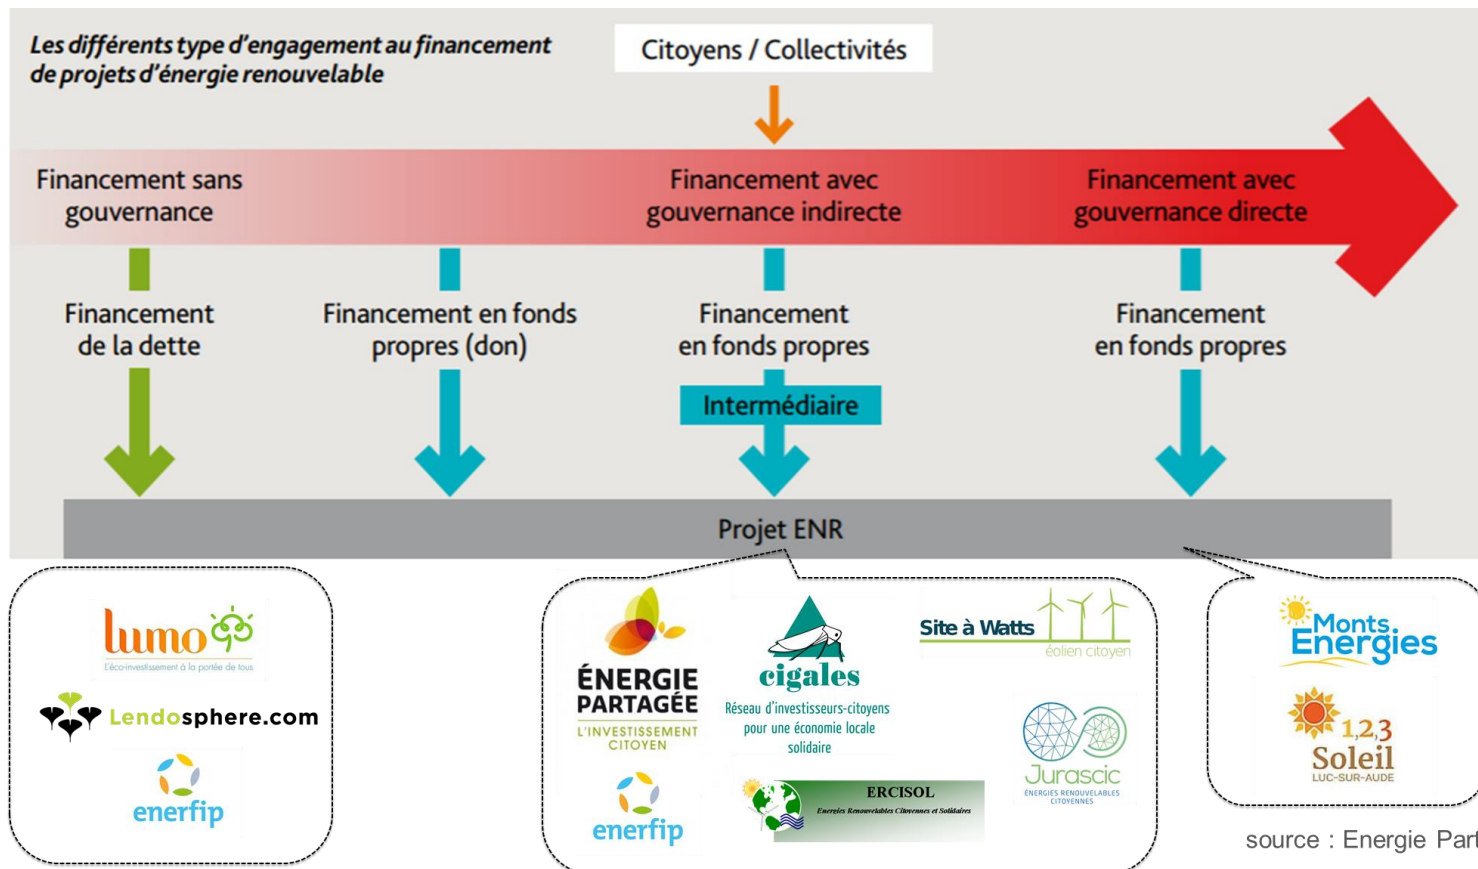 Les différents type d'engagement au financement
de projets d'énergie renouvelable
Citoyens / Collectivités
Financement sans
gouvernance
Financement avec
gouvernance indirecte
Financement avec
gouvernance directe
Financement
de la dette
Financement en fonds
propres (don)
Financement
en fonds propres
Intermédiaire
Financement
en fonds propres
Projet ENR
lumo
L'éco-investissement à la portée de tous
Lendosphere.com
enerfip
ÉNERGIE
PARTAGÉE
L'INVESTISSEMENT
CITOYEN
enerfip
cigales
Réseau d'investisseurs-citoyens
pour une économie locale
solidaire
ERCISOL
Energies Renouvelables Citoyennes et Solidaires
Site à Watts
éolien citoyen
Jurascic
ÉNERGIES RENOUVELABLES
CITOYENNES
Monts
Energies
1,2,3
Soleil
LUC-SUR-AUDE
source : Energie Part